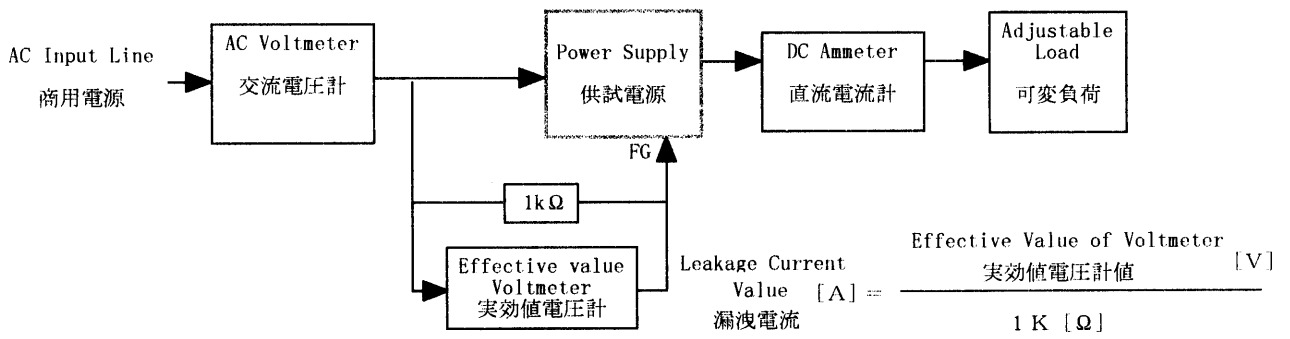 AC Input Line
商用電源
AC Voltmeter
交流電圧計
Power Supply
供試電源
DC Ammeter
直流電流計
Adjustable
Load
可変負荷
FG
1kΩ
Effective value
Voltmeter
実効値電圧計
Leakage Current
Value [A] =
漏洩電流
Effective Value of Voltmeter
実効値電圧計値 [V]
1K [Ω]